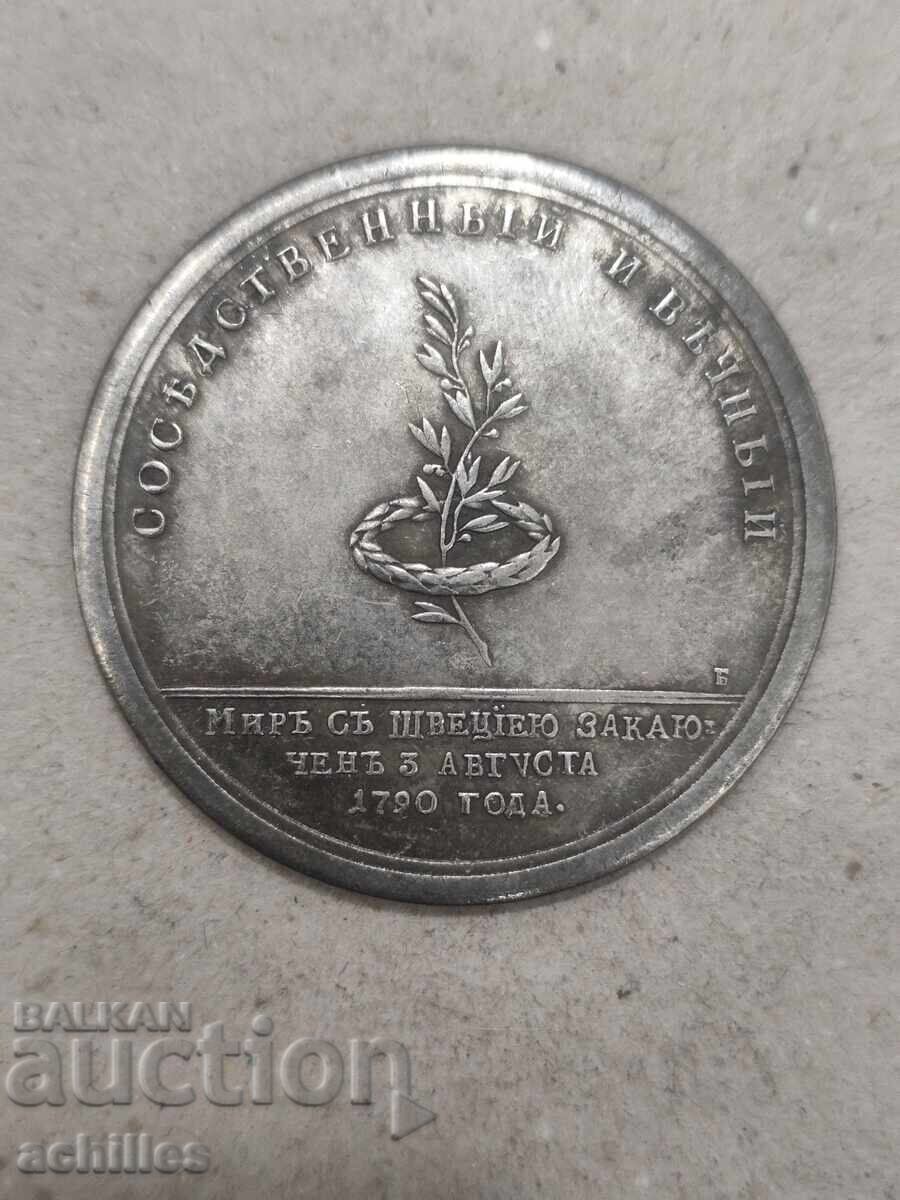 СОСѢДСТВЕННЫЙ И ВѢЧНЫЙ
Б
МИРЪ СЪ ШВЕЦІЕЮ ЗАКЛЮ-
ЧЕНЪ 3 АВГУСТА
1790 ГОДА.
BALKAN
auction
achilles